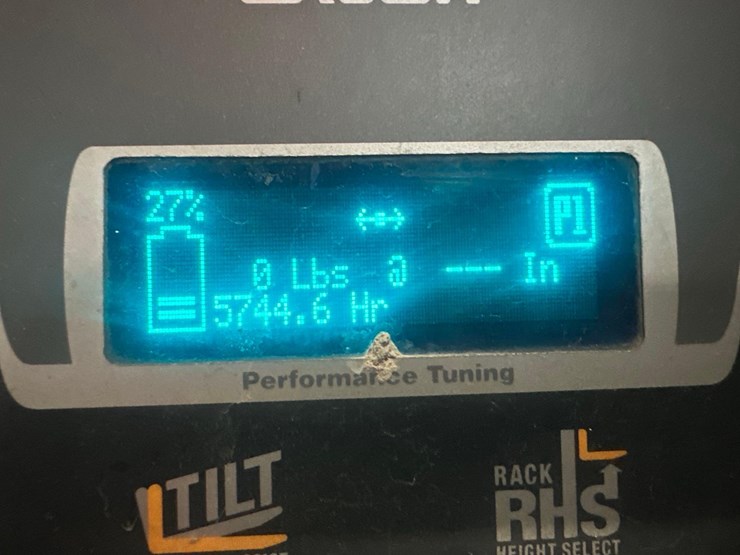 27%
P1
0 Lbs @ --- In
5744.6 Hr
Performance Tuning
TILT
RACK
RHS
HEIGHT SELECT